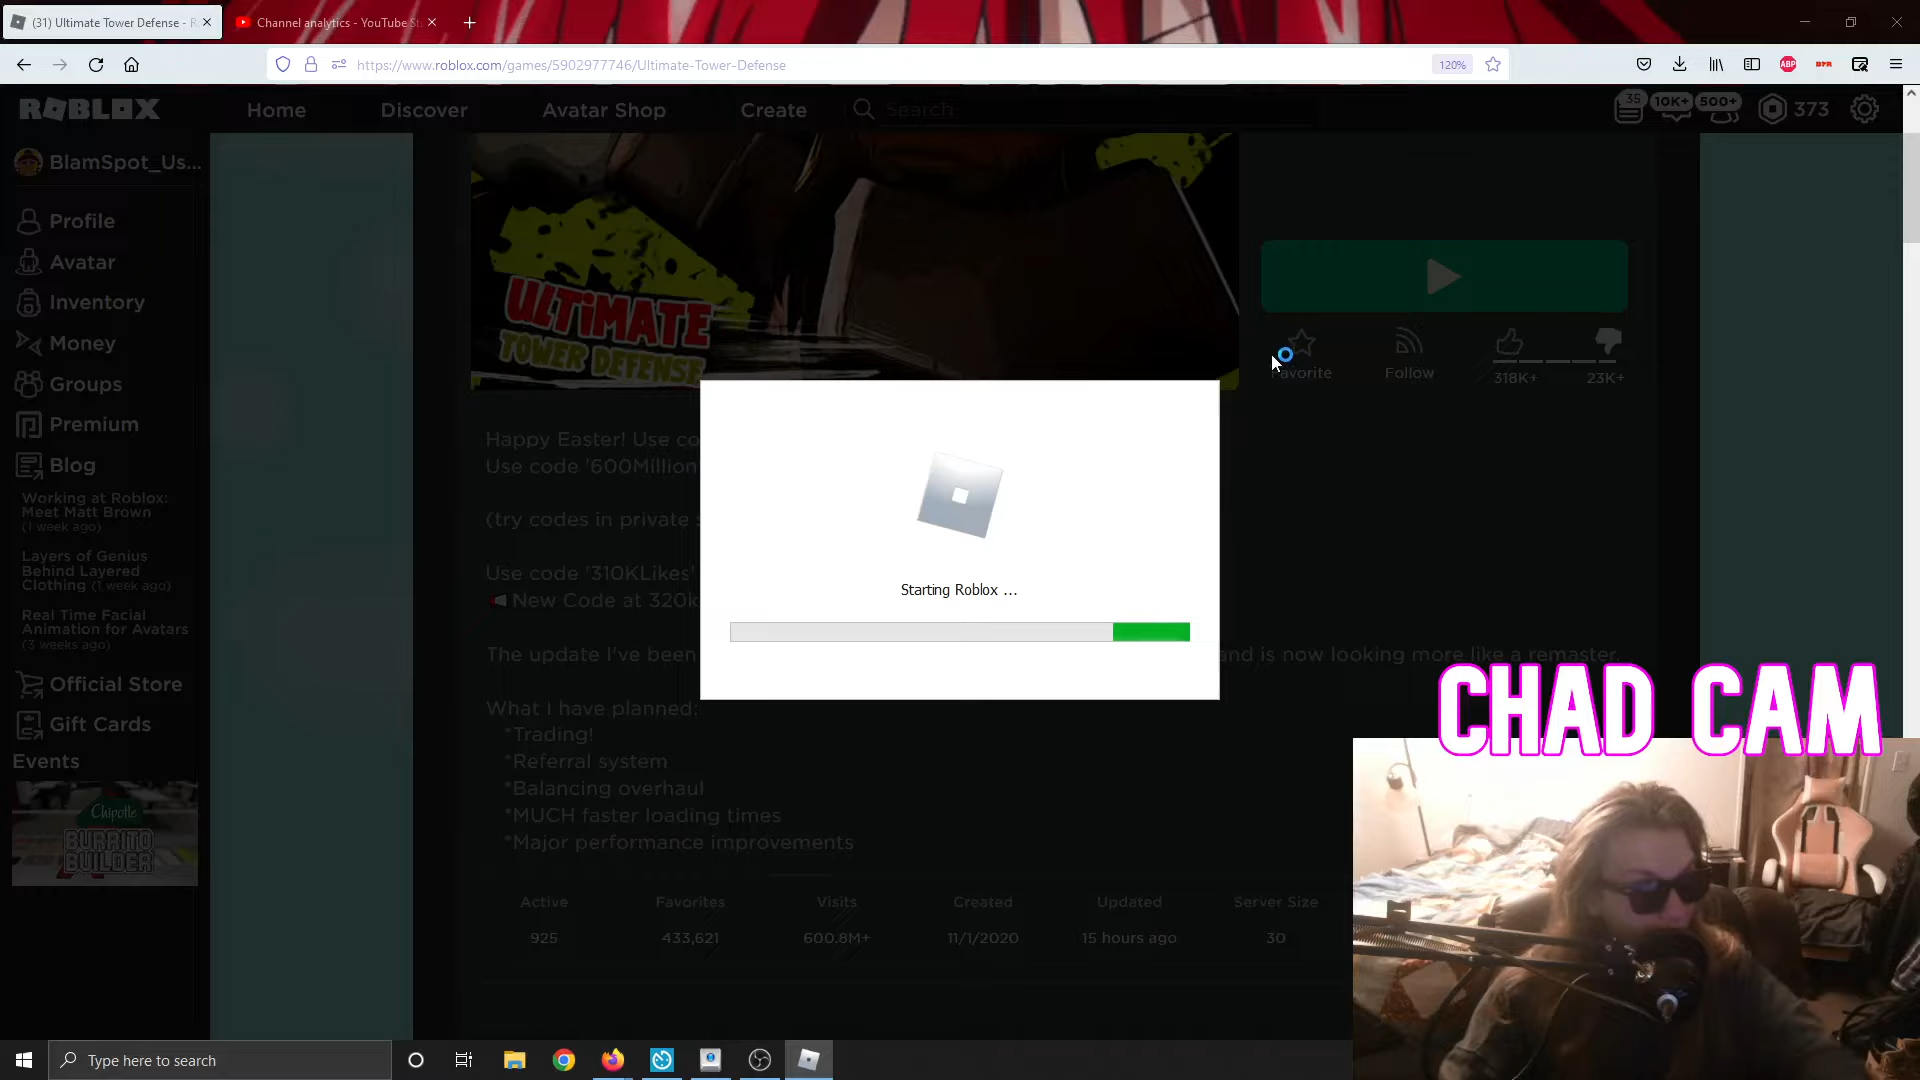 (31) Ultimate Tower Defense - R
Channel analytics - YouTube St
https://www.roblox.com/games/5902977746/Ultimate-Tower-Defense
120%
ABP
ROBLOX
Home
Discover
Avatar Shop
Create
Search
35
10K+
500+
373
BlamSpot_Us...
Profile
Avatar
Inventory
Money
Groups
Premium
Blog
Working at Roblox:
Meet Matt Brown
(1 week ago)
Layers of Genius
Behind Layered
Clothing (1 week ago)
Real Time Facial
Animation for Avatars
(3 weeks ago)
Official Store
Gift Cards
Events
Chipotle
BURRITO
BUILDER
ULTIMATE
TOWER DEFENSE
Favorite
Follow
318K+
23K+
Happy Easter! Use co
Use code '600Million
(try codes in private s
Use code '310KLikes'
New Code at 320k
The update I've been
and is now looking more like a remaster.
What I have planned:
*Trading!
*Referral system
*Balancing overhaul
*MUCH faster loading times
*Major performance improvements
Starting Roblox ...
Active
Favorites
Visits
Created
Updated
Server Size
925
433,621
600.8M+
11/1/2020
15 hours ago
30
CHAD CAM
Type here to search